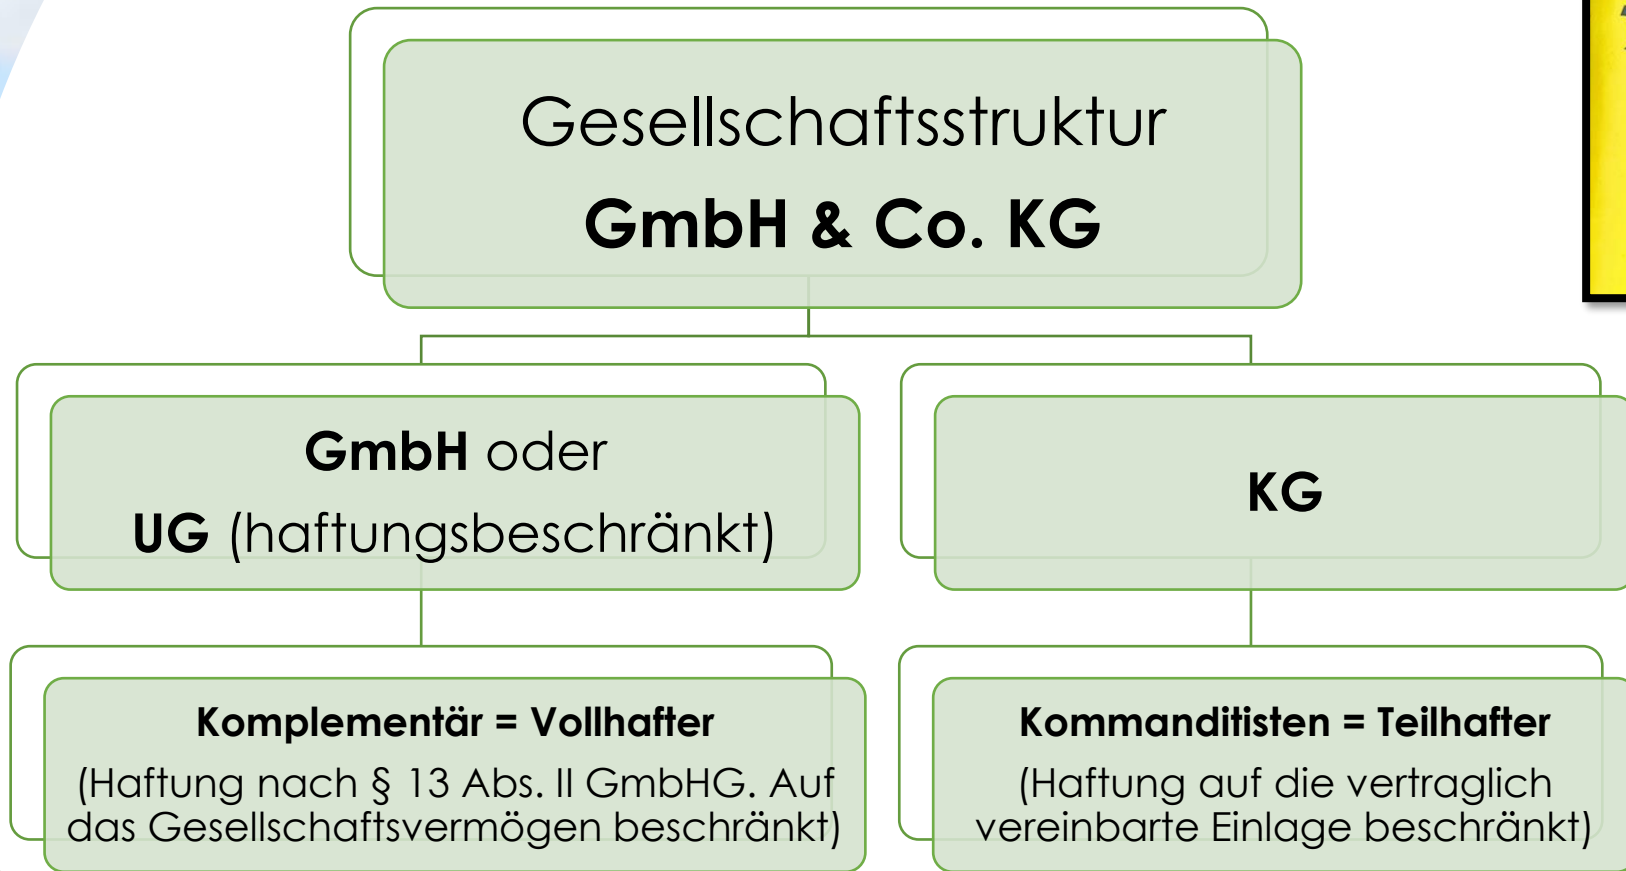 Gesellschaftsstruktur
GmbH & Co. KG
GmbH oder
UG (haftungsbeschränkt)
KG
Komplementär = Vollhafter
(Haftung nach § 13 Abs. II GmbHG. Auf
das Gesellschaftsvermögen beschränkt)
Kommanditisten = Teilhafter
(Haftung auf die vertraglich
vereinbarte Einlage beschränkt)